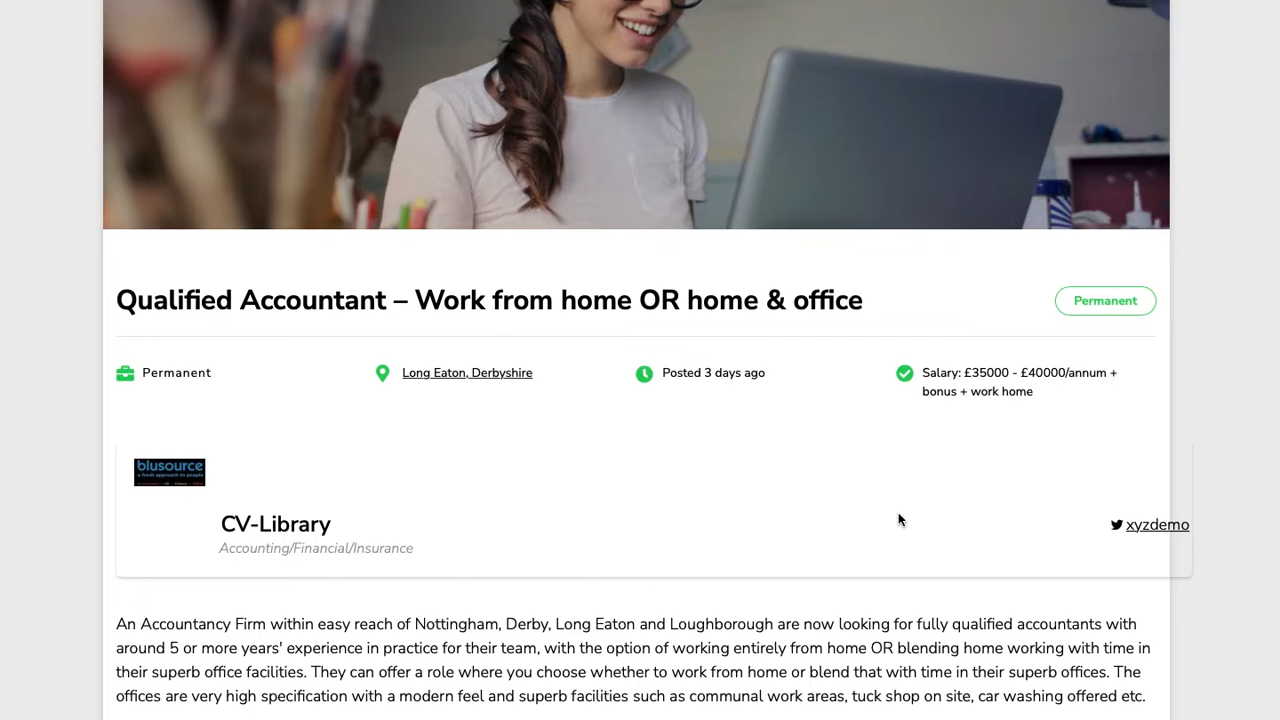 Qualified Accountant – Work from home OR home & office
Permanent
Permanent
Long Eaton, Derbyshire
Posted 3 days ago
Salary: £35000 - £40000/annum +
bonus + work home
blusource
a fresh approach to people
CV-Library
xyzdemo
Accounting/Financial/Insurance
An Accountancy Firm within easy reach of Nottingham, Derby, Long Eaton and Loughborough are now looking for fully qualified accountants with
around 5 or more years' experience in practice for their team, with the option of working entirely from home OR blending home working with time in
their superb office facilities. They can offer a role where you choose whether to work from home or blend that with time in their superb offices. The
offices are very high specification with a modern feel and superb facilities such as communal work areas, tuck shop on site, car washing offered etc.